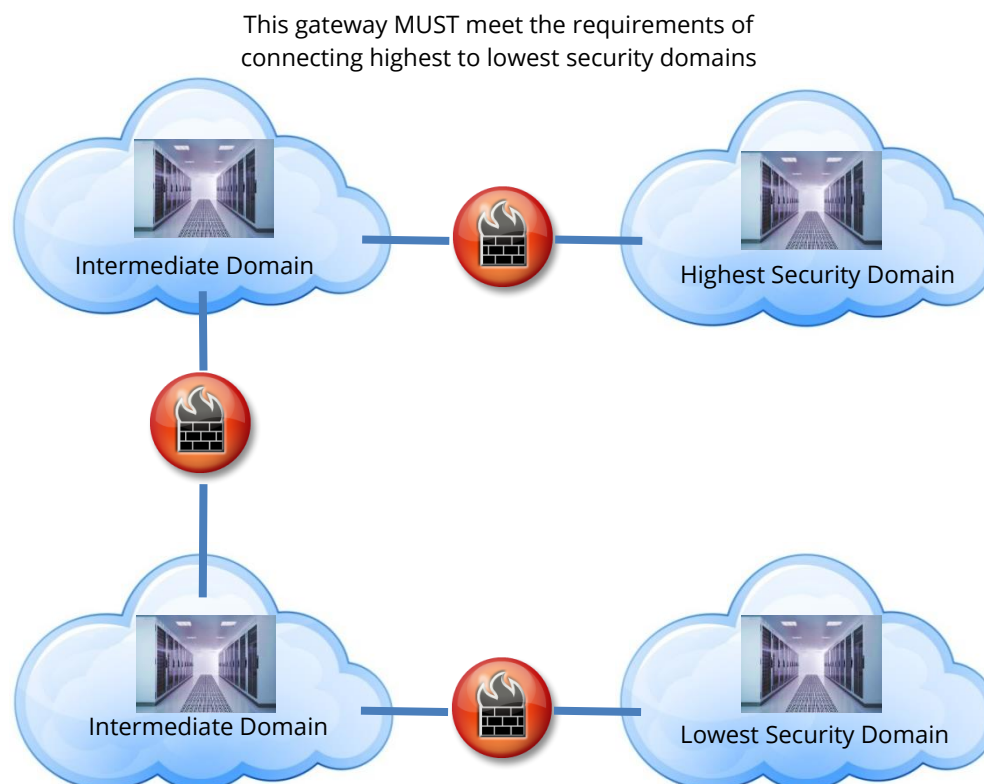 This gateway MUST meet the requirements of
connecting highest to lowest security domains
Intermediate Domain
Highest Security Domain
Intermediate Domain
Lowest Security Domain